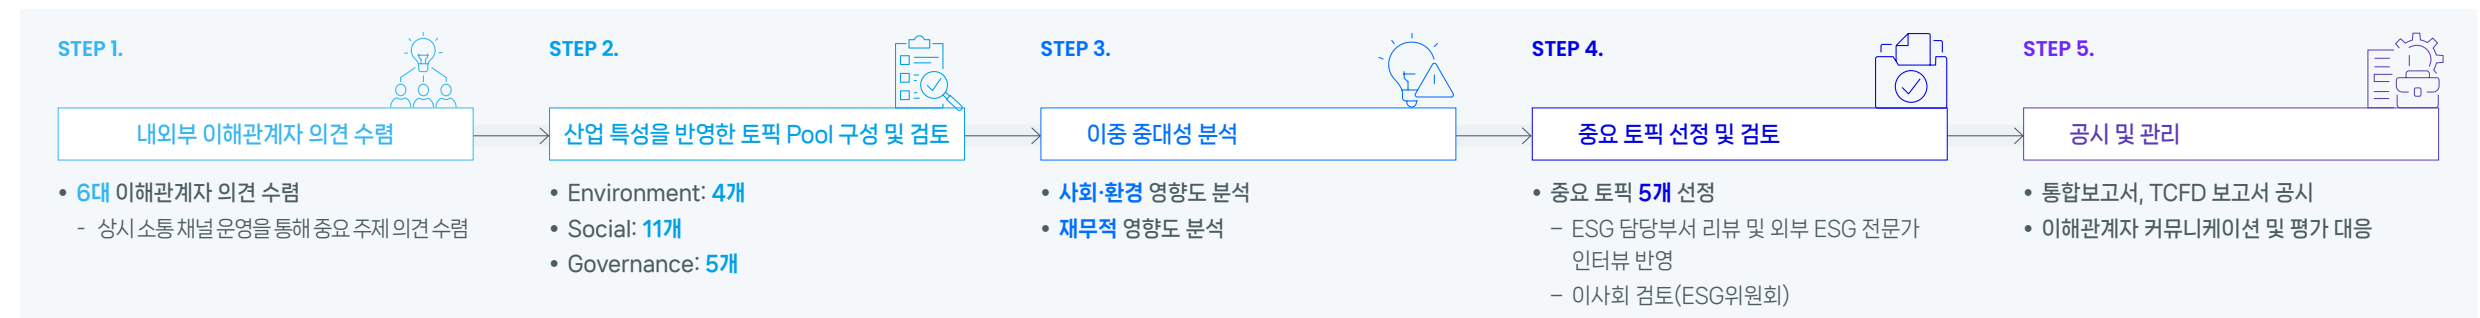 STEP 1.
내외부 이해관계자 의견 수렴
• 6대 이해관계자 의견 수렴
- 상시 소통 채널 운영을 통해 중요 주제 의견 수렴
STEP 2.
산업 특성을 반영한 토픽 Pool 구성 및 검토
• Environment: 4개
• Social: 11개
• Governance: 5개
STEP 3.
이중 중대성 분석
• 사회·환경 영향도 분석
• 재무적 영향도 분석
STEP 4.
중요 토픽 선정 및 검토
• 중요 토픽 5개 선정
– ESG 담당부서 리뷰 및 외부 ESG 전문가
인터뷰 반영
– 이사회 검토(ESG위원회)
STEP 5.
공시 및 관리
• 통합보고서, TCFD 보고서 공시
• 이해관계자 커뮤니케이션 및 평가 대응